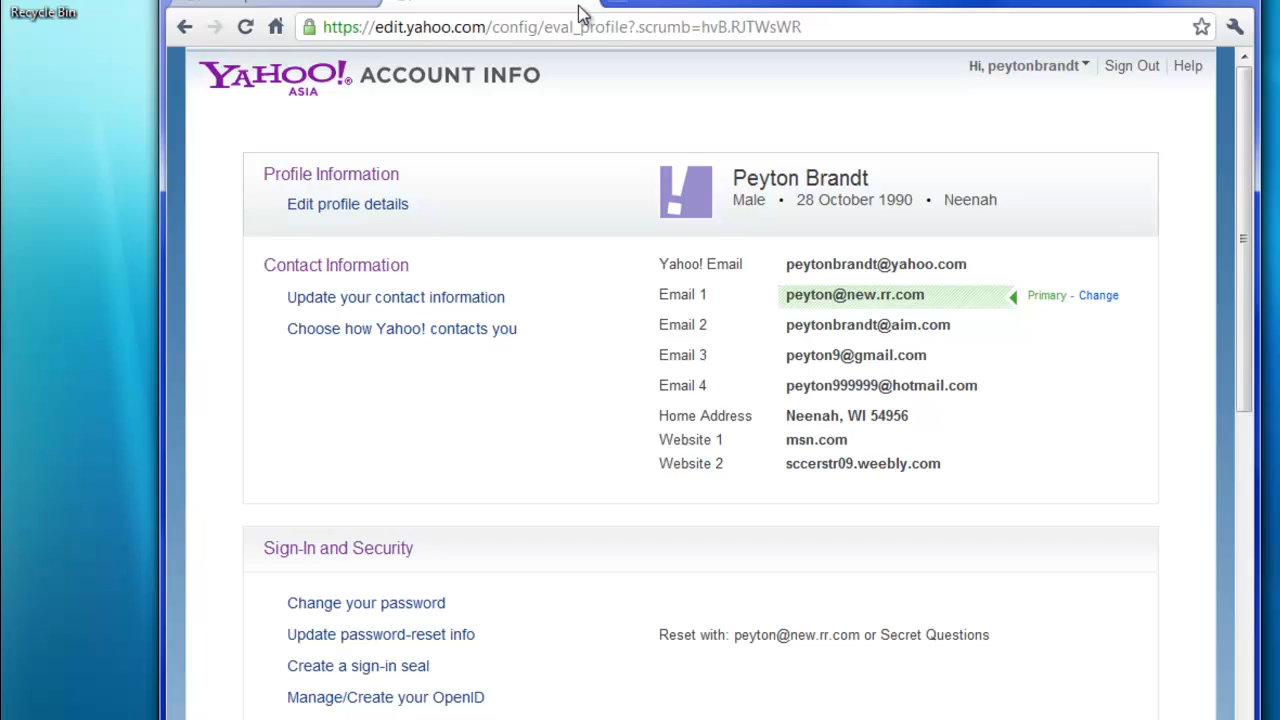 Recycle Bin
https://edit.yahoo.com/config/eval_profile?.scrumb=hvB.RJTWsWR
YAHOO! ACCOUNT INFO
ASIA
Hi, peytonbrandt
Sign Out
Help
Profile Information
Edit profile details
Peyton Brandt
Male • 28 October 1990 • Neenah
Contact Information
Update your contact information
Choose how Yahoo! contacts you
Yahoo! Email peytonbrandt@yahoo.com
Email 1 peyton@new.rr.com Primary - Change
Email 2 peytonbrandt@aim.com
Email 3 peyton9@gmail.com
Email 4 peyton999999@hotmail.com
Home Address Neenah, WI 54956
Website 1 msn.com
Website 2 sccerstr09.weebly.com
Sign-In and Security
Change your password
Update password-reset info
Reset with: peyton@new.rr.com or Secret Questions
Create a sign-in seal
Manage/Create your OpenID